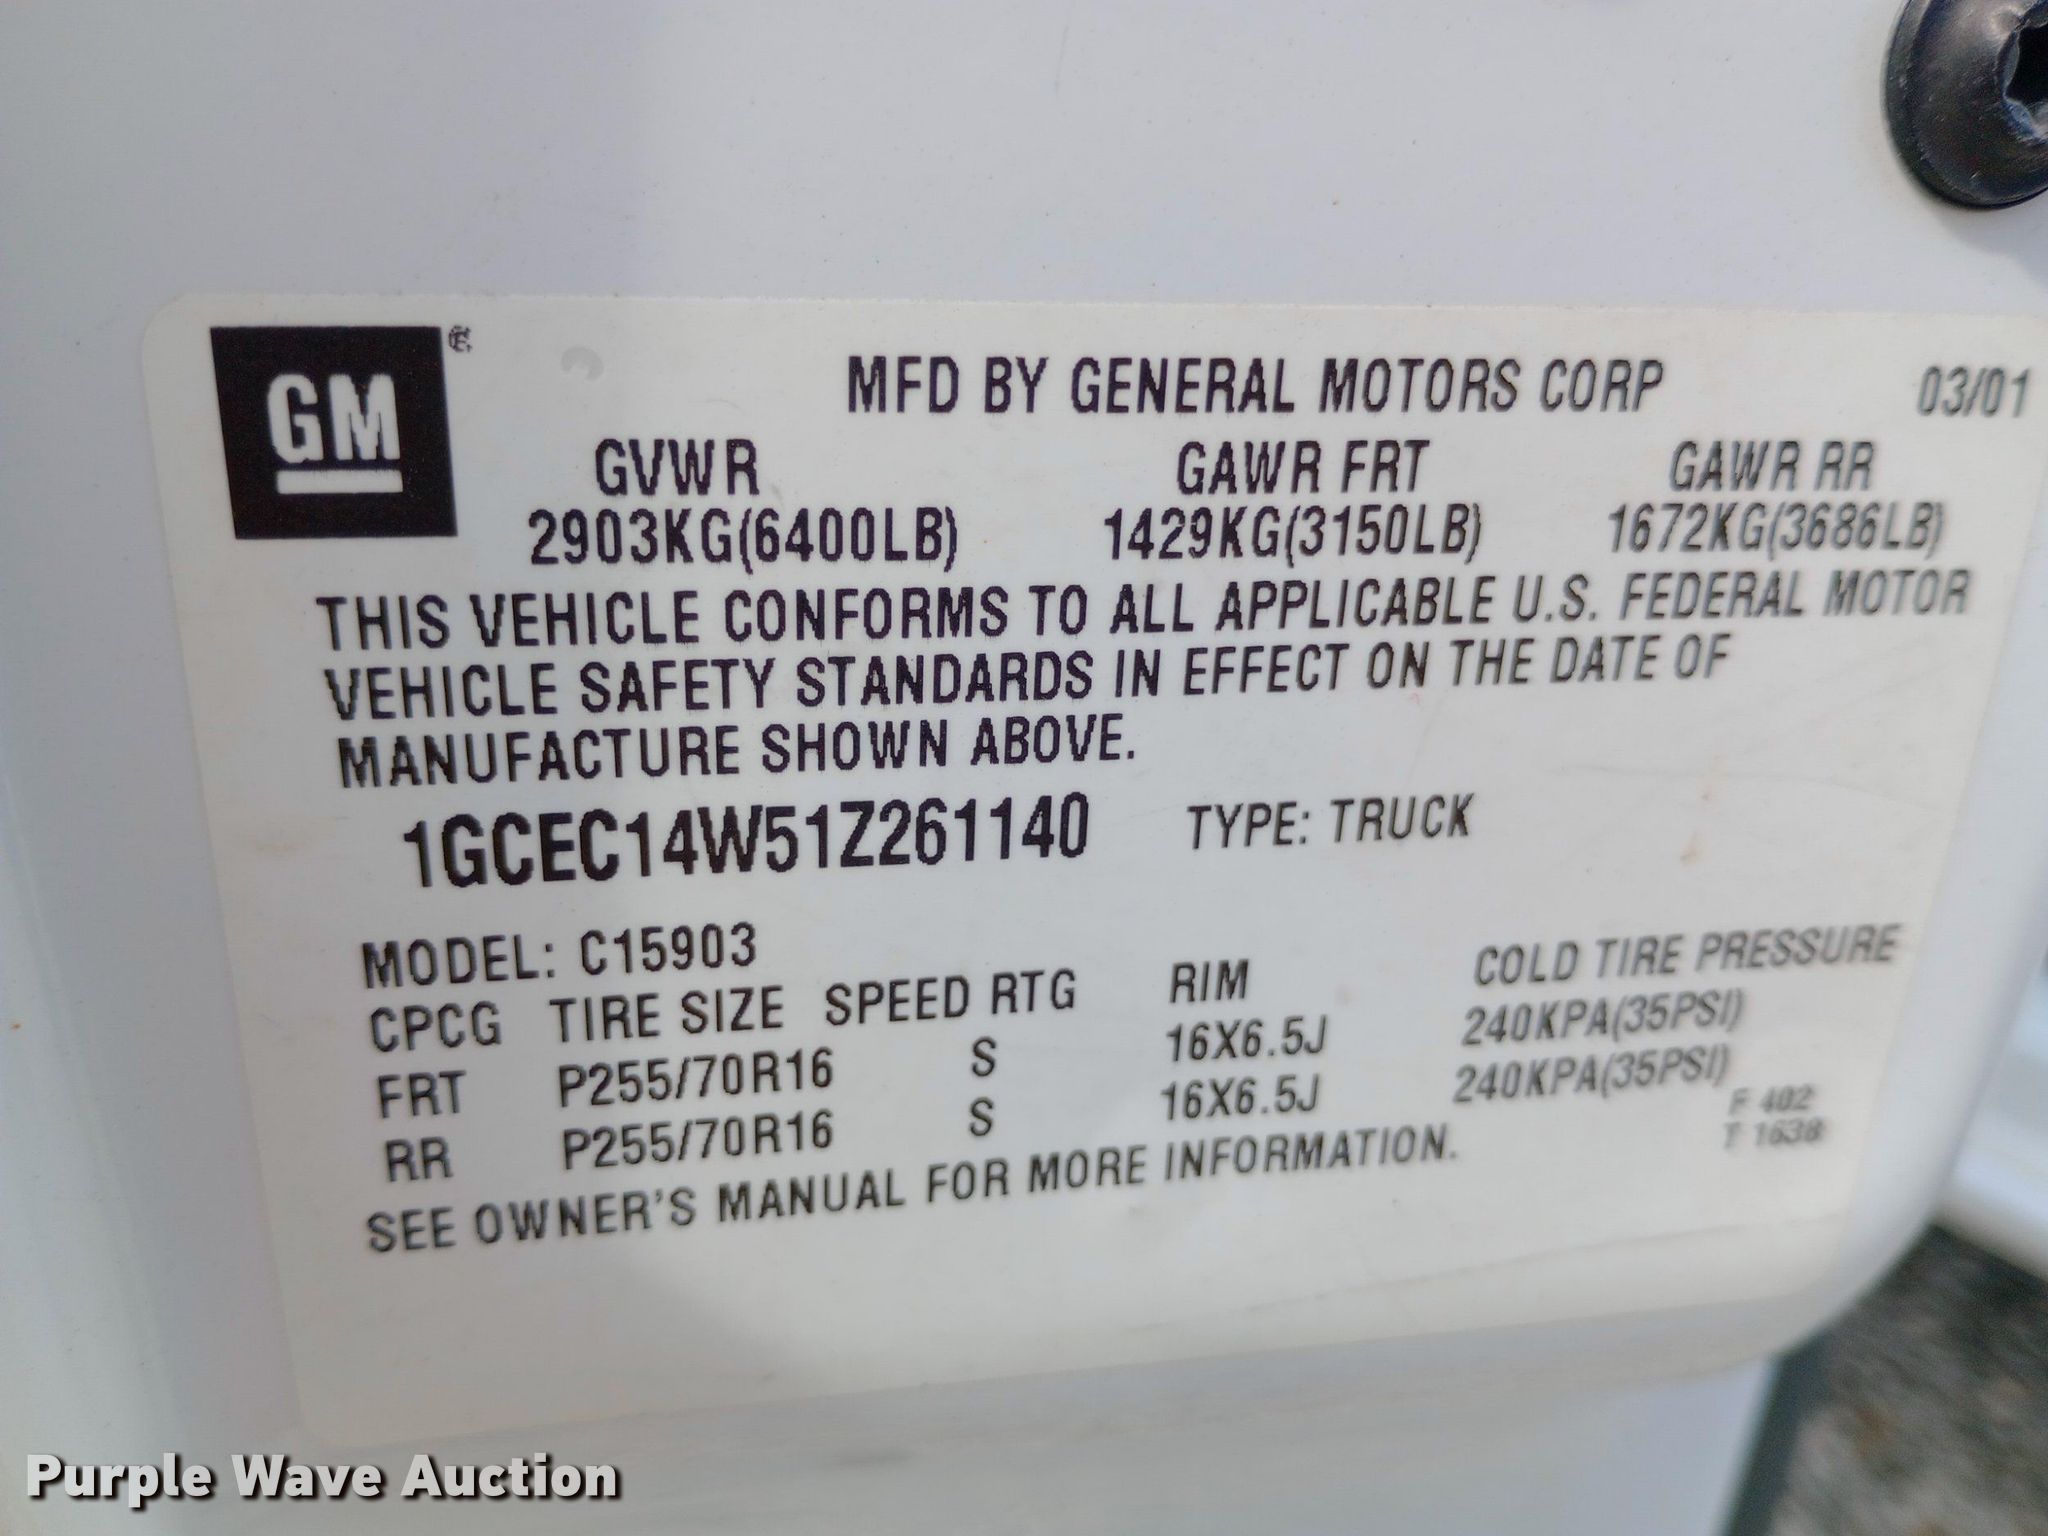 GM
MFD BY GENERAL MOTORS CORP 03/01
GVWR GAWR FRT GAWR RR
2903KG(6400LB) 1429KG(3150LB) 1672KG(3686LB)
THIS VEHICLE CONFORMS TO ALL APPLICABLE U.S. FEDERAL MOTOR
VEHICLE SAFETY STANDARDS IN EFFECT ON THE DATE OF
MANUFACTURE SHOWN ABOVE.
1GCEC14W51Z261140 TYPE: TRUCK
MODEL: C15903
CPCG TIRE SIZE SPEED RTG RIM COLD TIRE PRESSURE
FRT P255/70R16 S 16X6.5J 240KPA(35PSI)
RR P255/70R16 S 16X6.5J 240KPA(35PSI)
F 402
T 1638
SEE OWNER'S MANUAL FOR MORE INFORMATION.
Purple Wave Auction